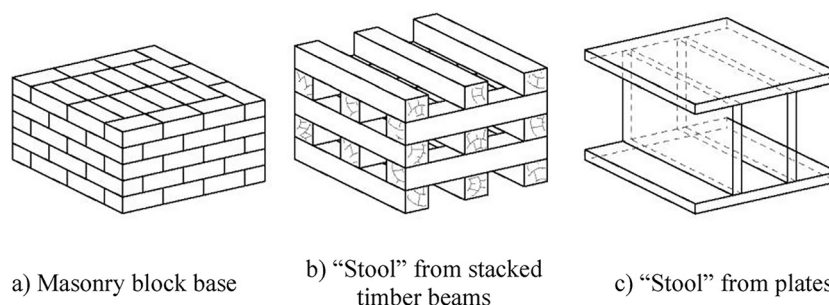 a) Masonry block base
b) “Stool” from stacked
timber beams
c) “Stool” from plates